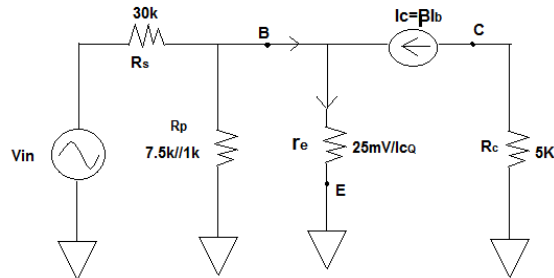 30k
Rs
B
Ic=βIb
C
Vin
Rp
7.5k//1k
re
25mV/IcQ
E
Rc
5K